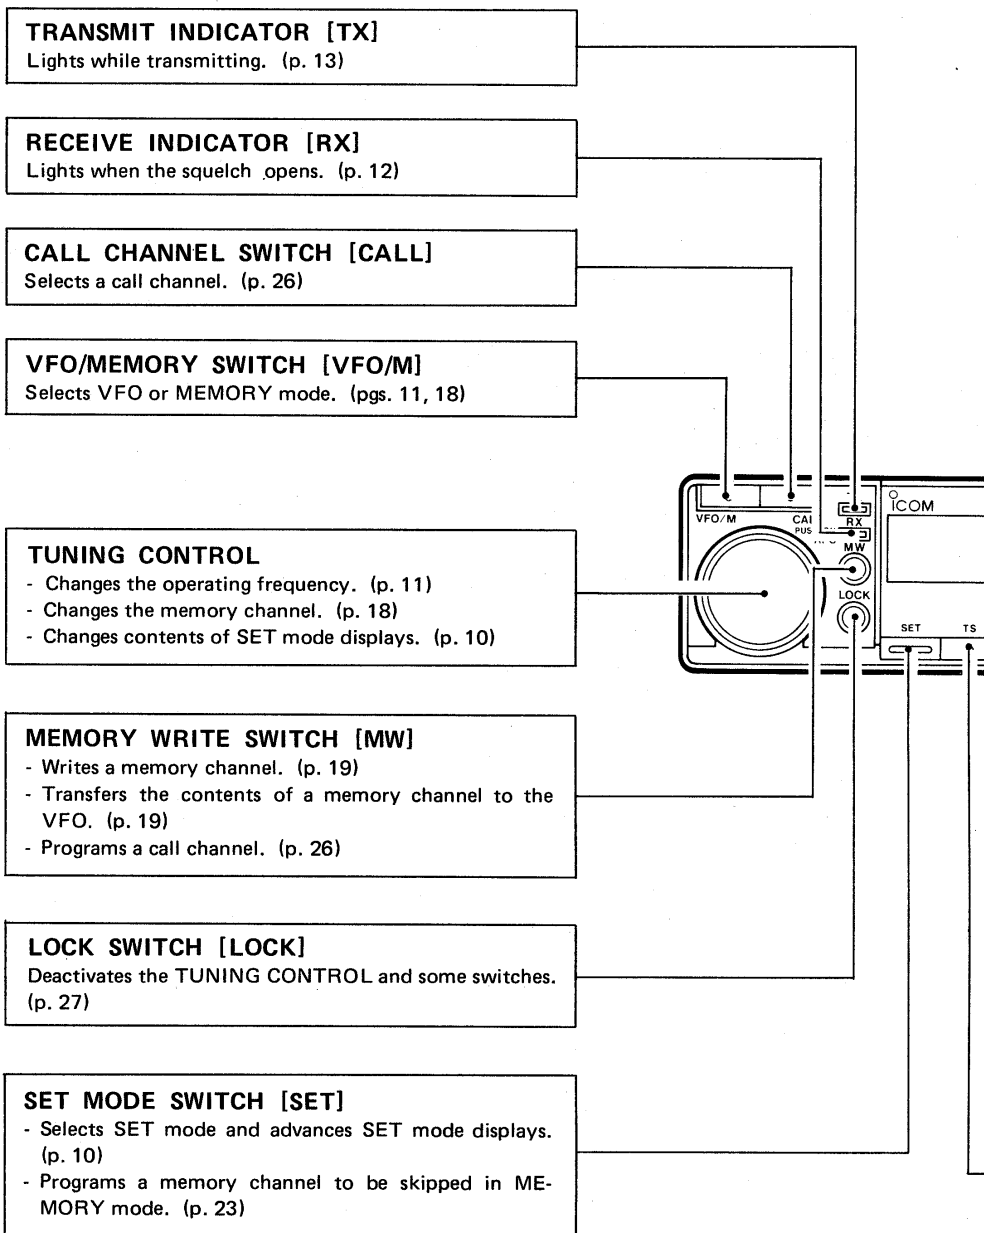 TRANSMIT INDICATOR [TX]
Lights while transmitting. (p. 13)
RECEIVE INDICATOR [RX]
Lights when the squelch opens. (p. 12)
CALL CHANNEL SWITCH [CALL]
Selects a call channel. (p. 26)
VFO/MEMORY SWITCH [VFO/M]
Selects VFO or MEMORY mode. (pgs. 11, 18)
TUNING CONTROL
- Changes the operating frequency. (p. 11)
- Changes the memory channel. (p. 18)
- Changes contents of SET mode displays. (p. 10)
MEMORY WRITE SWITCH [MW]
- Writes a memory channel. (p. 19)
- Transfers the contents of a memory channel to the
VFO. (p. 19)
- Programs a call channel. (p. 26)
LOCK SWITCH [LOCK]
Deactivates the TUNING CONTROL and some switches.
(p. 27)
SET MODE SWITCH [SET]
- Selects SET mode and advances SET mode displays.
(p. 10)
- Programs a memory channel to be skipped in ME-
MORY mode. (p. 23)
VFO/M
RX
MW
LOCK
ICOM
SET
TS